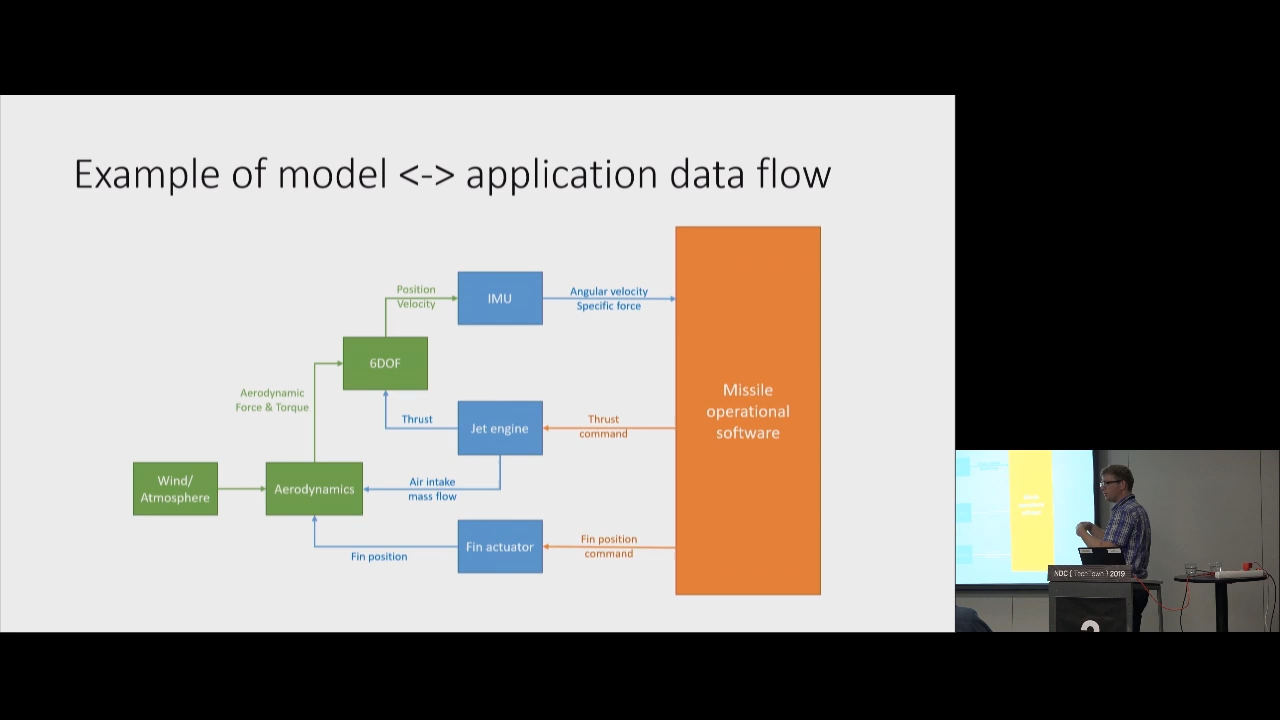 Example of model <-> application data flow
Position
Velocity
IMU
Angular velocity
Specific force
6DOF
Aerodynamic
Force & Torque
Thrust
Jet engine
Thrust
command
Missile
operational
software
Wind/
Atmosphere
Aerodynamics
Air intake
mass flow
Fin position
Fin actuator
Fin position
command
NDC { TechTown } 2019
2